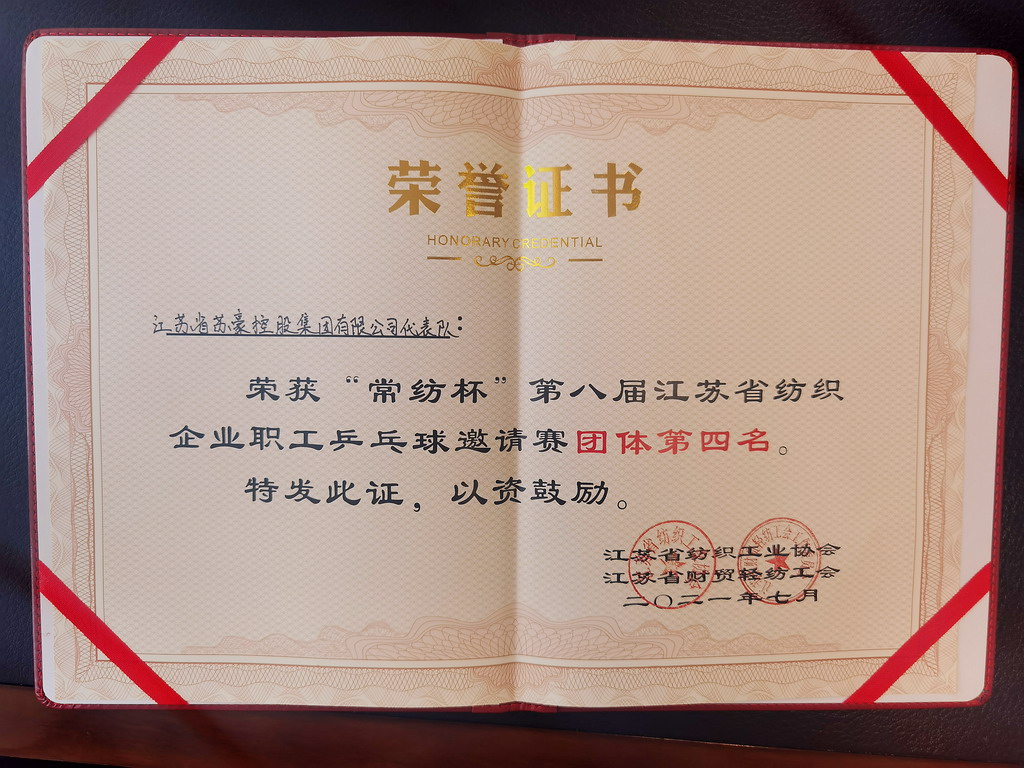 荣誉证书
HONORARY CREDENTIAL
江苏省苏豪控股集团有限公司代表队：
荣获“常纺杯”第八届江苏省纺织
企业职工乒乓球邀请赛团体第四名。
特发此证，以资鼓励。
江苏省纺织工业协会
江苏省财贸轻纺工会
二〇二一年七月